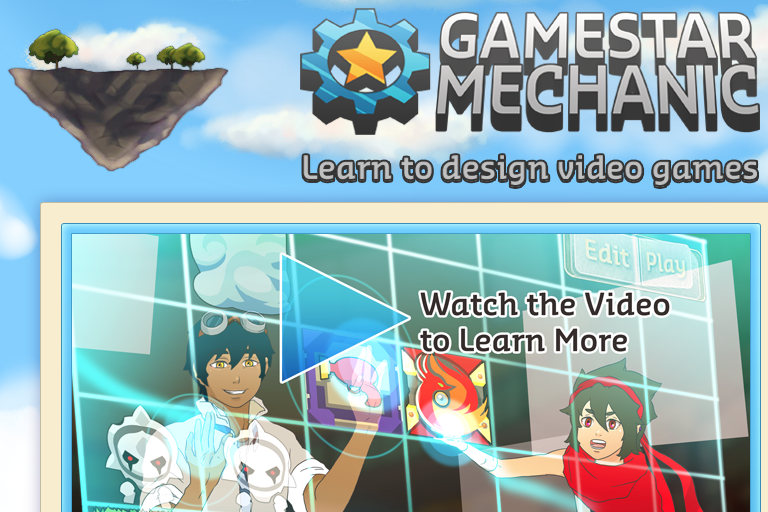 GAMESTAR
MECHANIC
Learn to design video games
Edit Play
Watch the Video
to Learn More